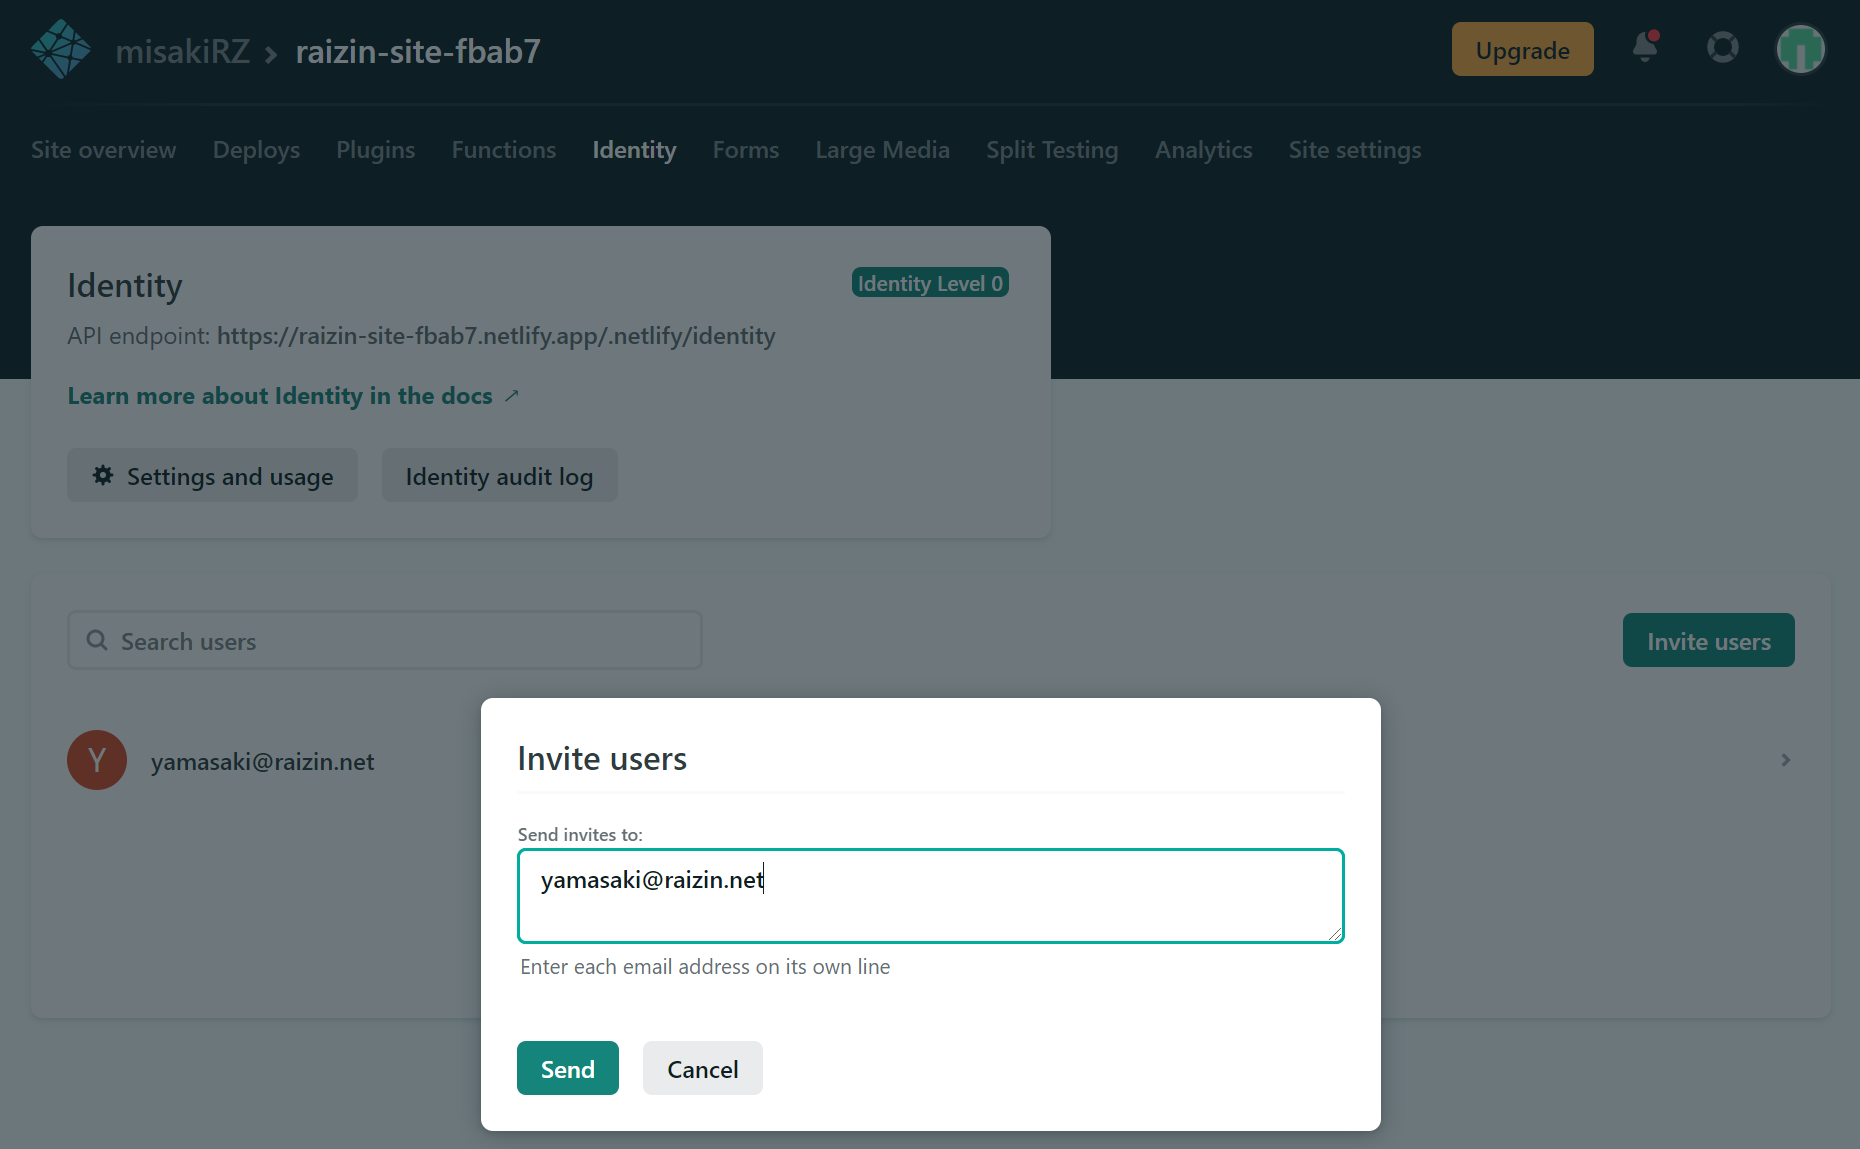 misakiRZ > raizin-site-fbab7
Upgrade
Site overview Deploys Plugins Functions Identity Forms Large Media Split Testing Analytics Site settings
Identity
Identity Level 0
API endpoint: https://raizin-site-fbab7.netlify.app/.netlify/identity
Learn more about Identity in the docs ↗
Settings and usage
Identity audit log
Search users
Invite users
Y
yamasaki@raizin.net
Invite users
Send invites to:
yamasaki@raizin.net
Enter each email address on its own line
Send
Cancel